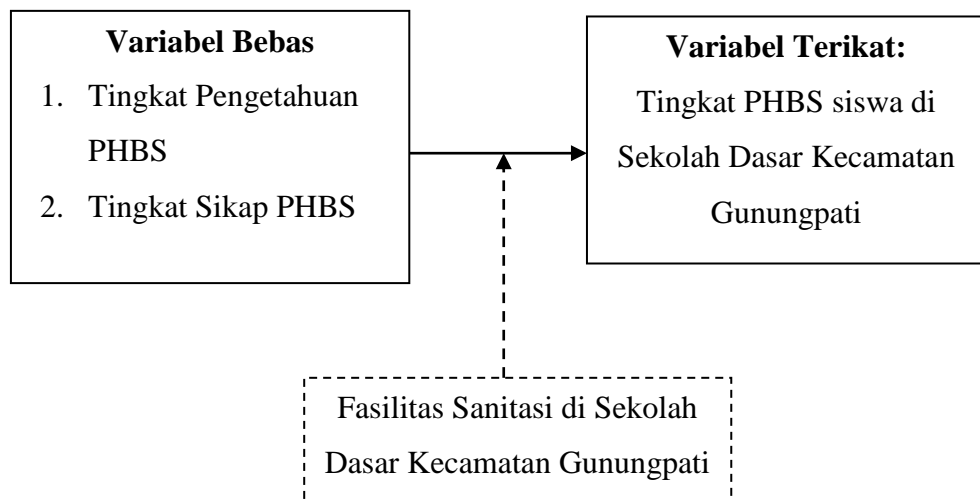 Variabel Bebas
1. Tingkat Pengetahuan
PHBS
2. Tingkat Sikap PHBS
Variabel Terikat:
Tingkat PHBS siswa di
Sekolah Dasar Kecamatan
Gunungpati
Fasilitas Sanitasi di Sekolah
Dasar Kecamatan Gunungpati